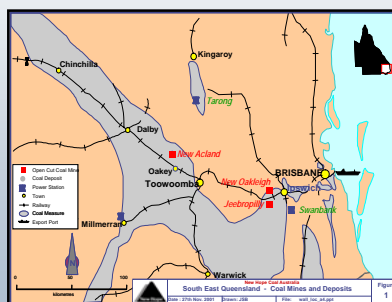 Kingaroy
Chinchilla
Tarong
Dalby
New Acland
Oakey
Toowoomba
New Oakleigh
BRISBANE
Ipswich
Jeebropilly
Swanbank
Millmerran
Warwick
Open Cut Coal Mine
Coal Deposit
Power Station
Town
Railway
Coal Measure
Export Port
N
0 50 100
kilometres
New Hope
New Hope Coal Australia
South East Queensland - Coal Mines and Deposits
Figure
1
Date : 27th Nov. 2001 Drawn: JSB File: